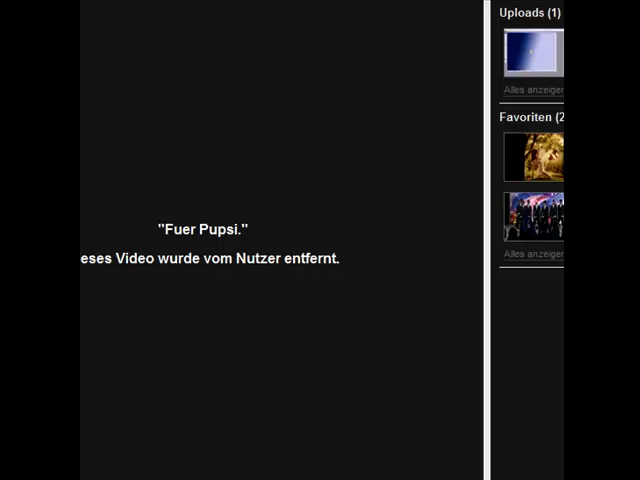 "Fuer Pupsi."
eses Video wurde vom Nutzer entfernt.
Uploads (1)
Alles anzeigen
Favoriten (2
Alles anzeigen